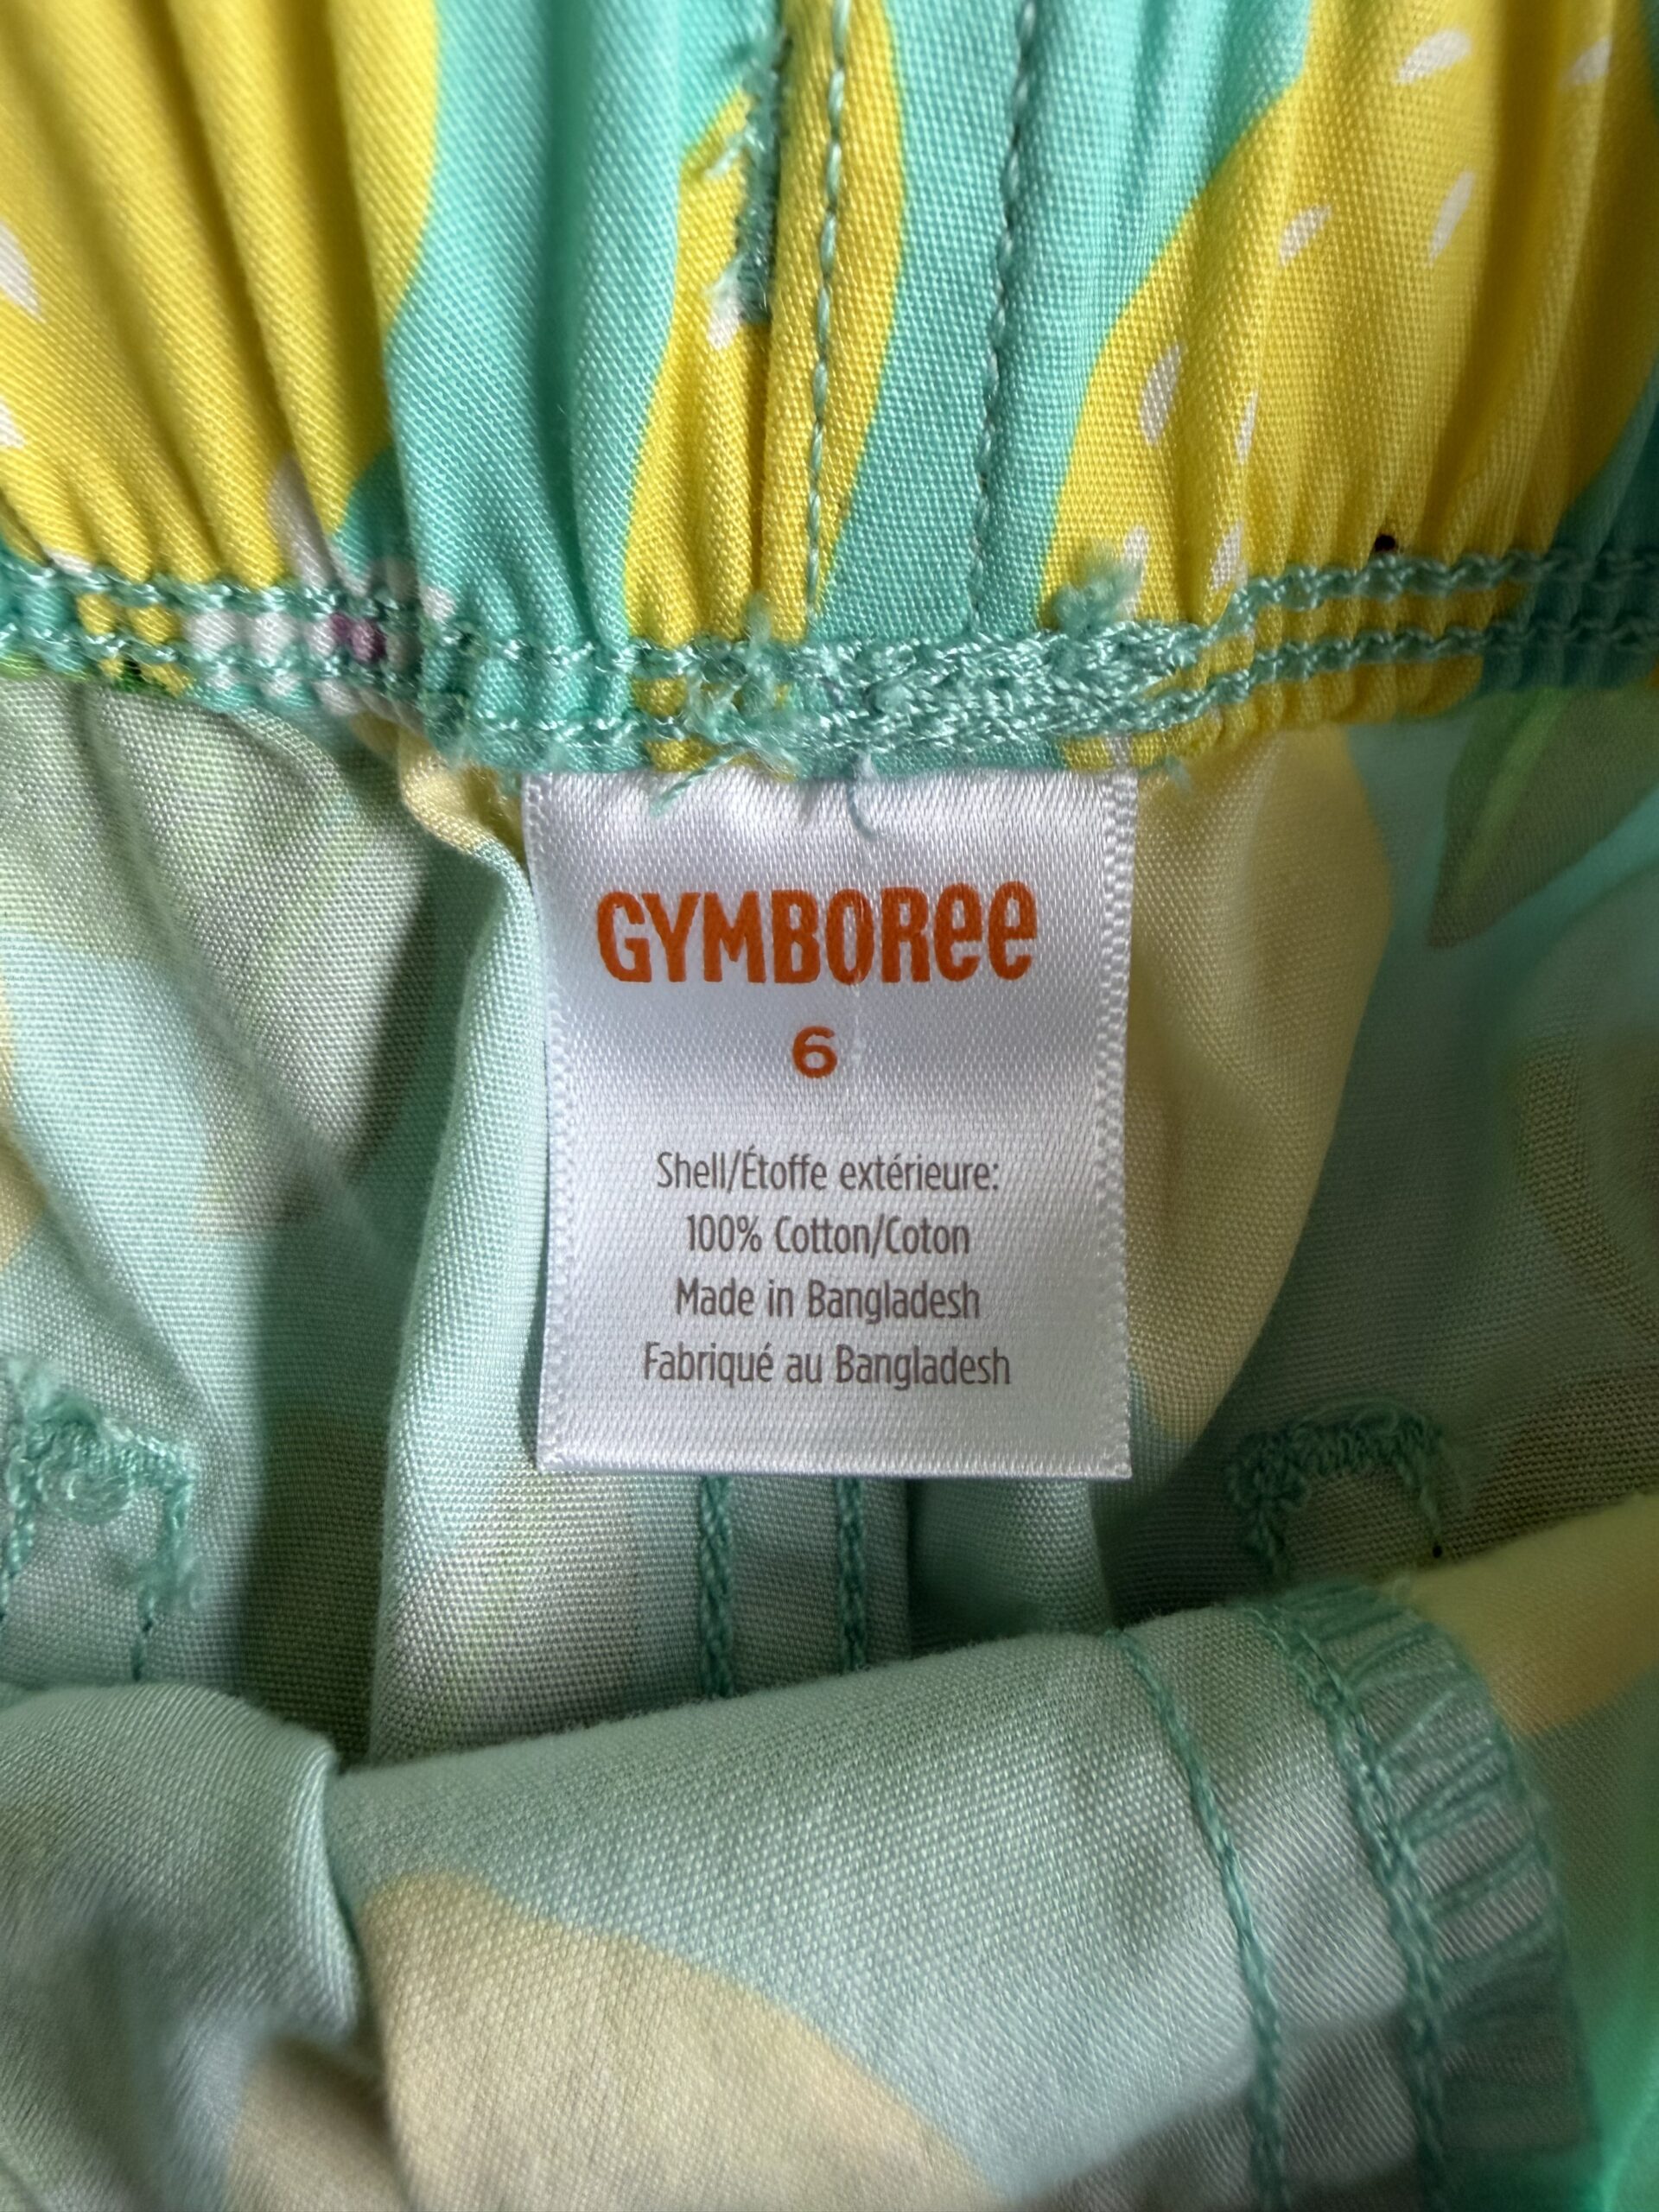 GYMBOREE
6
Shell/Étoffe extérieure:
100% Cotton/Coton
Made in Bangladesh
Fabriqué au Bangladesh